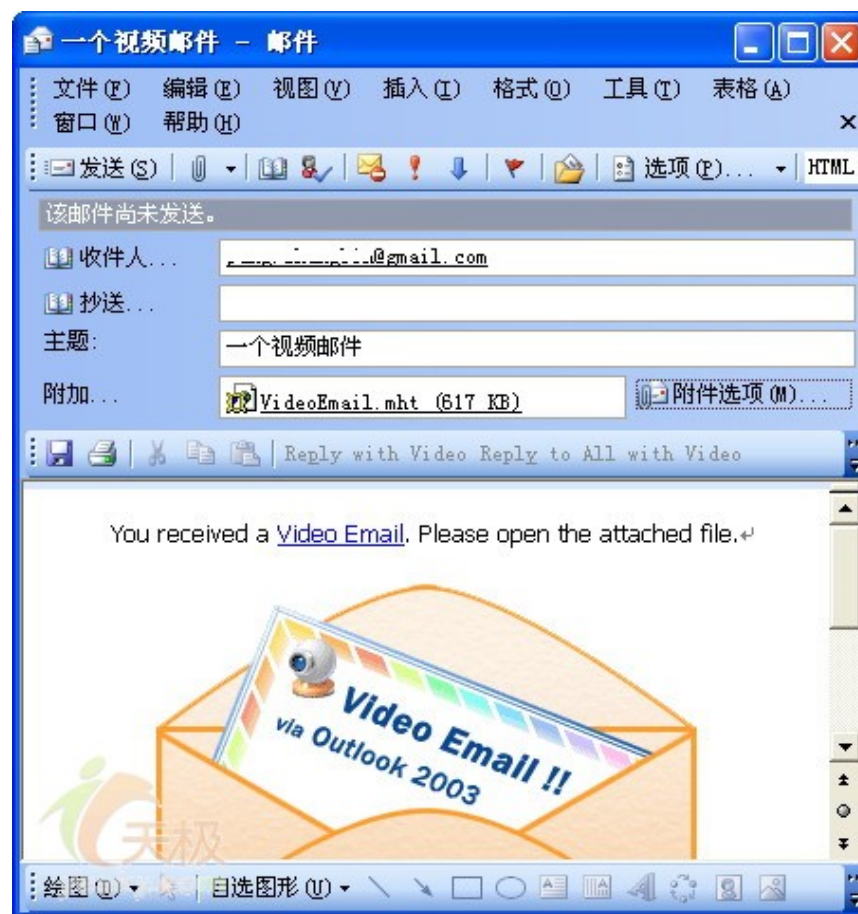 一个视频邮件 - 邮件
文件(F) 编辑(E) 视图(V) 插入(I) 格式(O) 工具(T) 表格(A)
窗口(W) 帮助(H)
发送(S) 选项(P)... HTML
该邮件尚未发送。
收件人... @gmail.com
抄送...
主题: 一个视频邮件
附加... VideoEmail.mht (617 KB) 附件选项(M)...
Reply with Video Reply to All with Video
You received a Video Email. Please open the attached file.
Video Email !!
via Outlook 2003
天极
绘图(D) 自选图形(U)